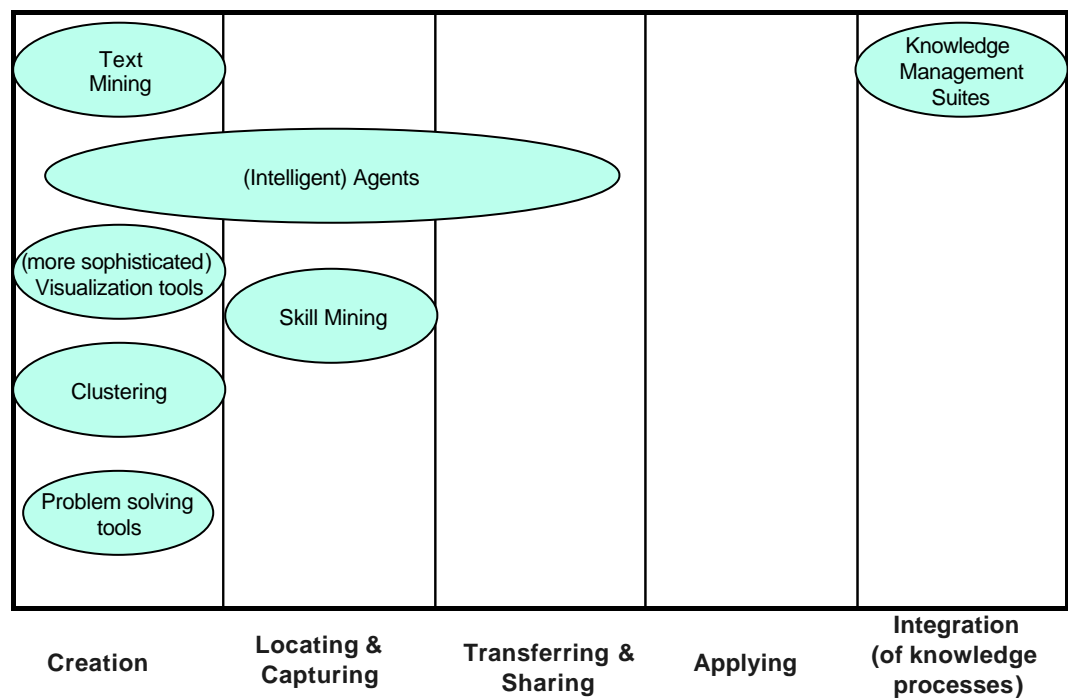 Text
Mining
Knowledge
Management
Suites
(Intelligent) Agents
(more sophisticated)
Visualization tools
Skill Mining
Clustering
Problem solving
tools
Creation
Locating &
Capturing
Transferring &
Sharing
Applying
Integration
(of knowledge
processes)